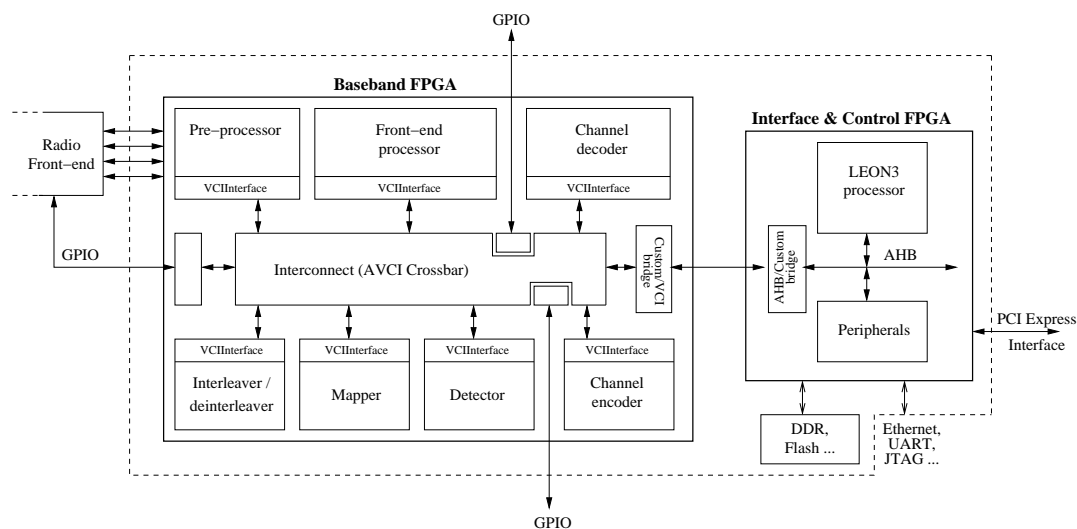 GPIO
Baseband FPGA
Interface & Control FPGA
Radio
Front−end
Pre−processor
VCIInterface
Front−end
processor
VCIInterface
Channel
decoder
VCIInterface
LEON3
processor
GPIO
Interconnect (AVCI Crossbar)
Custom/VCI
bridge
AHB/Custom
bridge
AHB
Peripherals
PCI Express
Interface
VCIInterface
Interleaver /
deinterleaver
VCIInterface
Mapper
VCIInterface
Detector
VCIInterface
Channel
encoder
DDR,
Flash ...
Ethernet,
UART,
JTAG ...
GPIO